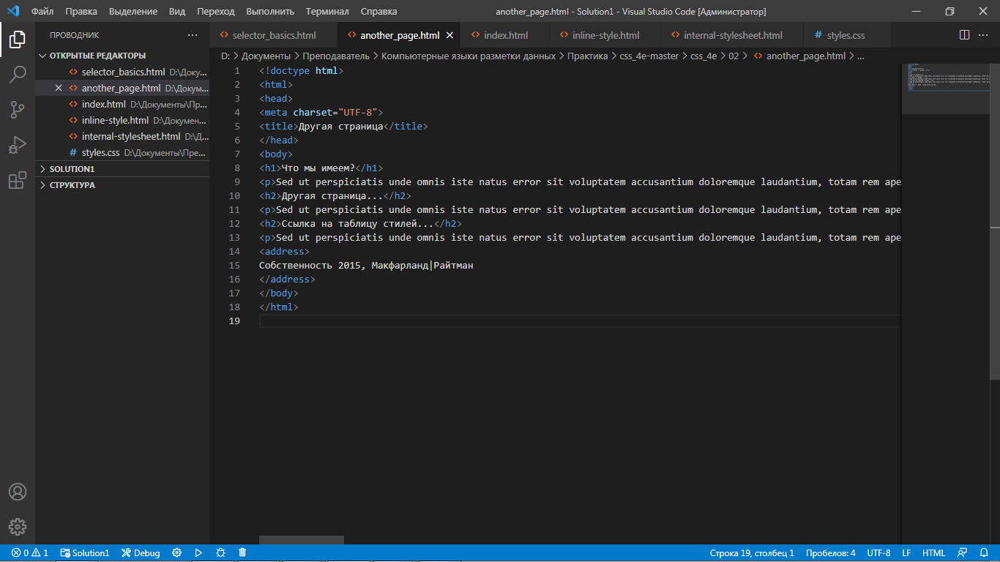 Файл Правка Выделение Вид Переход Выполнить Терминал Справка another_page.html - Solution1 - Visual Studio Code [Администратор]
ПРОВОДНИК ···
ОТКРЫТЫЕ РЕДАКТОРЫ
selector_basics.html D:\Доку...
another_page.html D:\Докум...
index.html D:\Документы\Пр...
inline-style.html D:\Докумен...
internal-stylesheet.html D:\Д...
# styles.css D:\Документы\Пре...
SOLUTION1
СТРУКТУРА
selector_basics.html another_page.html index.html inline-style.html internal-stylesheet.html # styles.css
D: > Документы > Преподаватель > Компьютерные языки разметки данных > Практика > css_4e-master > css_4e > 02 > another_page.html > ...
1 <!doctype html>
2 <html>
3 <head>
4 <meta charset="UTF-8">
5 <title>Другая страница</title>
6 </head>
7 <body>
8 <h1>Что мы имеем?</h1>
9 <p>Sed ut perspiciatis unde omnis iste natus error sit voluptatem accusantium doloremque laudantium, totam rem ape
10 <h2>Другая страница...</h2>
11 <p>Sed ut perspiciatis unde omnis iste natus error sit voluptatem accusantium doloremque laudantium, totam rem ape
12 <h2>Ссылка на таблицу стилей...</h2>
13 <p>Sed ut perspiciatis unde omnis iste natus error sit voluptatem accusantium doloremque laudantium, totam rem ape
14 <address>
15 Собственность 2015, Макфарланд|Райтман
16 </address>
17 </body>
18 </html>
19
0 1 Solution1 Debug Строка 19, столбец 1 Пробелов: 4 UTF-8 LF HTML